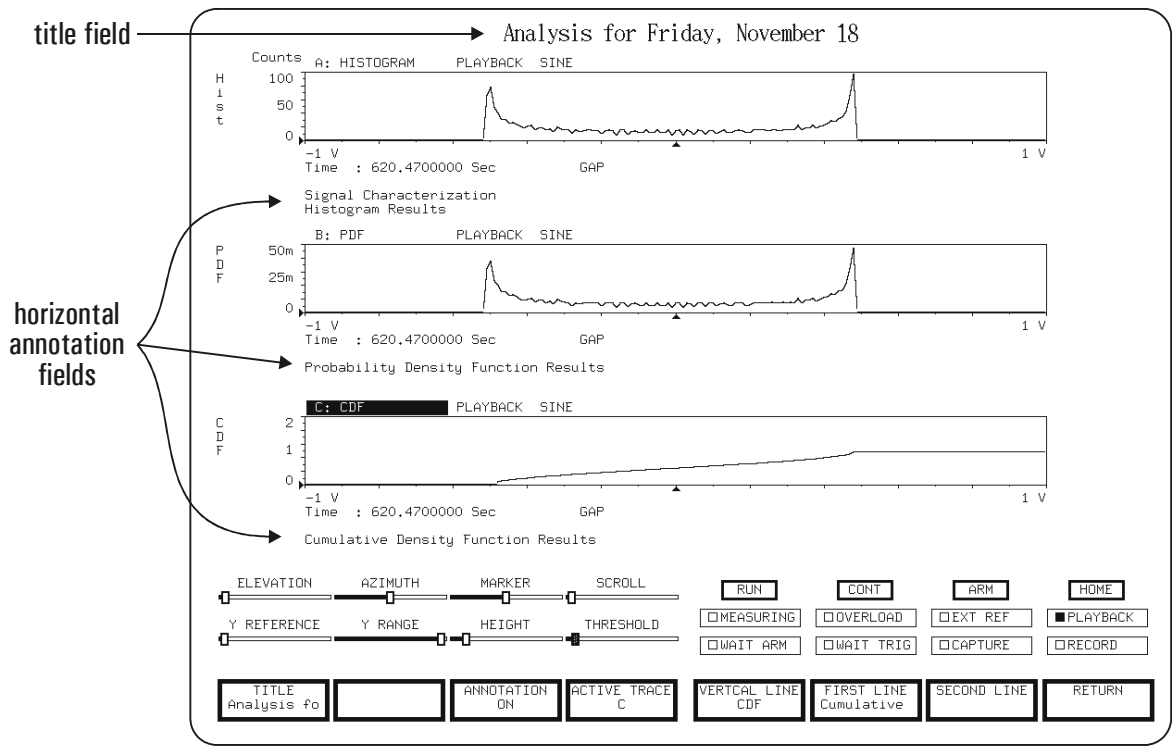 title field
Analysis for Friday, November 18
Counts
A: HISTOGRAM PLAYBACK SINE
Hist
100
50
0
-1 V 1 V
Time : 620.4700000 Sec GAP
Signal Characterization
Histogram Results
B: PDF PLAYBACK SINE
PDF
50m
25m
0
-1 V 1 V
Time : 620.4700000 Sec GAP
horizontal
annotation
fields
Probability Density Function Results
C: CDF PLAYBACK SINE
CDF
2
1
0
-1 V 1 V
Time : 620.4700000 Sec GAP
Cumulative Density Function Results
ELEVATION AZIMUTH MARKER SCROLL
RUN CONT ARM HOME
MEASURING OVERLOAD EXT REF PLAYBACK
Y REFERENCE Y RANGE HEIGHT THRESHOLD
WAIT ARM WAIT TRIG CAPTURE RECORD
TITLE ANNOTATION ACTIVE TRACE VERTCAL LINE FIRST LINE SECOND LINE RETURN
Analysis fo ON C CDF Cumulative